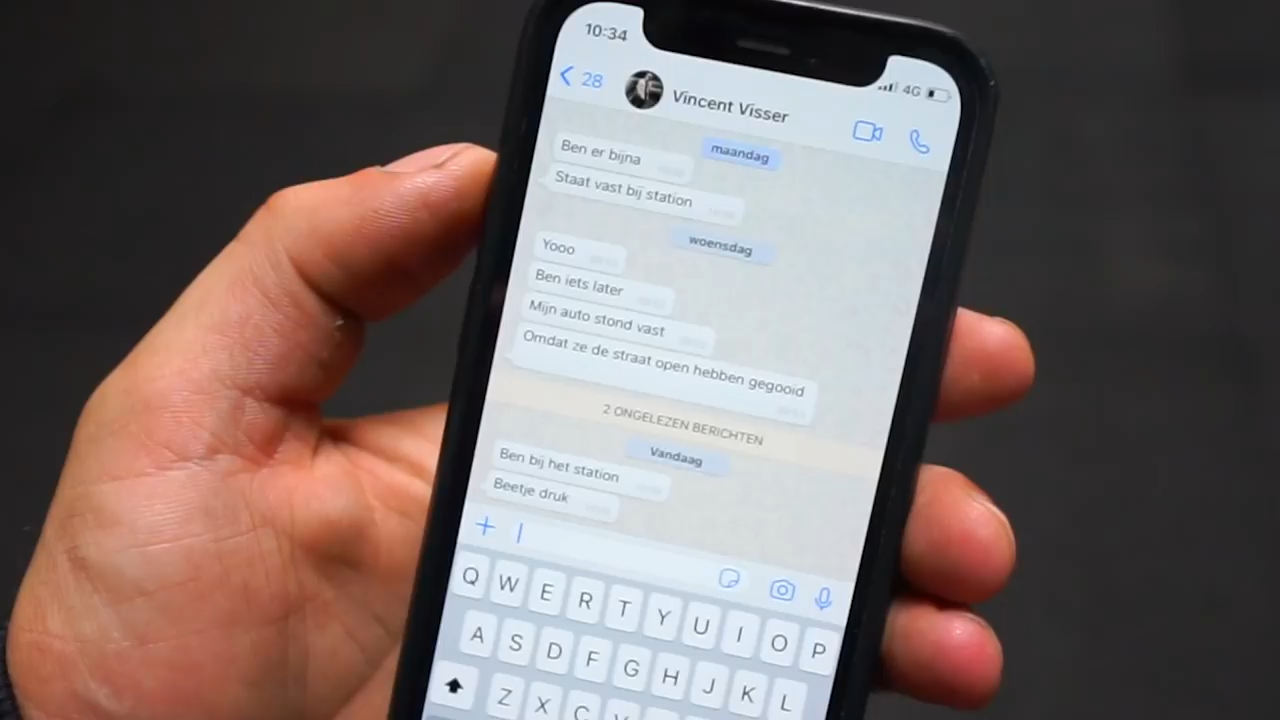 10:34
4G
28
Vincent Visser
maandag
Ben er bijna
Staat vast bij station
woensdag
Yooo
Ben iets later
Mijn auto stond vast
Omdat ze de straat open hebben gegooid
2 ONGELEZEN BERICHTEN
Vandaag
Ben bij het station
Beetje druk
Q W E R T Y U I O P
A S D F G H J K L
Z X C